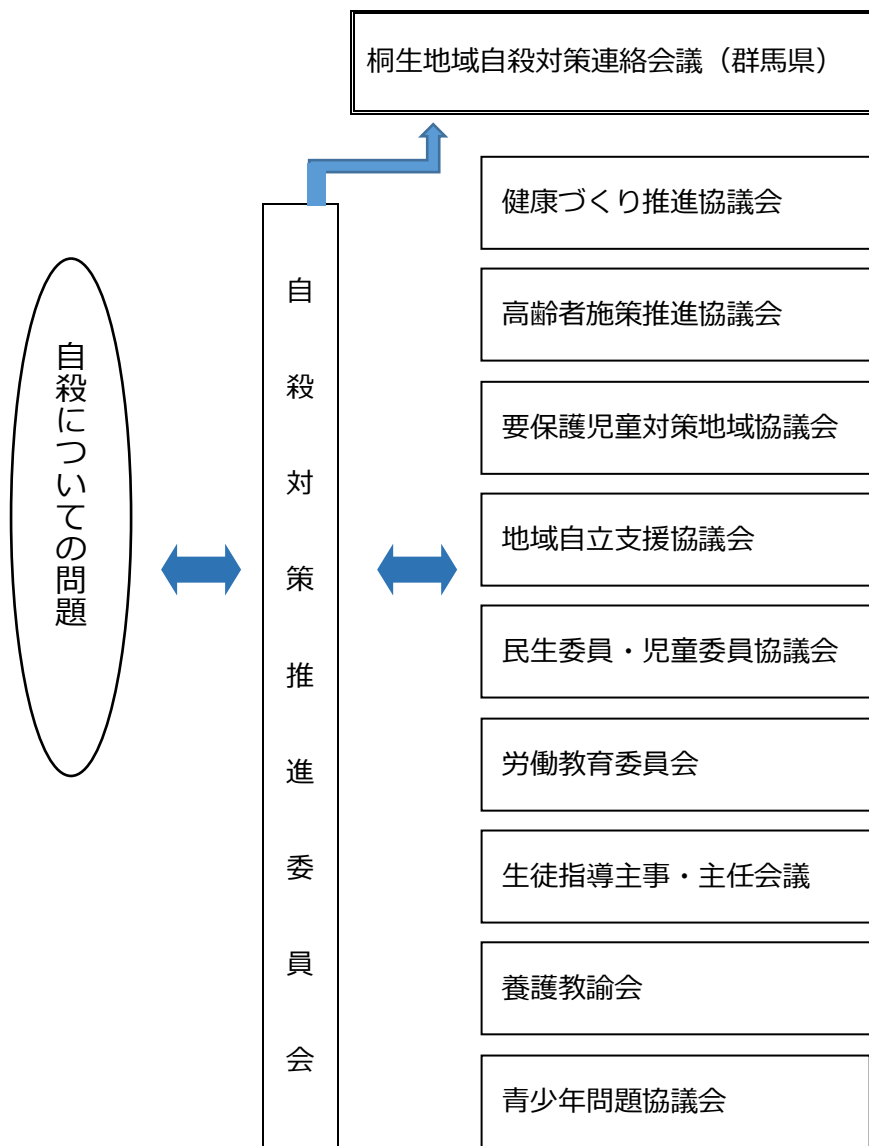 桐生地域自殺対策連絡会議（群馬県）
自殺についての問題
自殺対策推進委員会
健康づくり推進協議会
高齢者施策推進協議会
要保護児童対策地域協議会
地域自立支援協議会
民生委員・児童委員協議会
労働教育委員会
生徒指導主事・主任会議
養護教諭会
青少年問題協議会